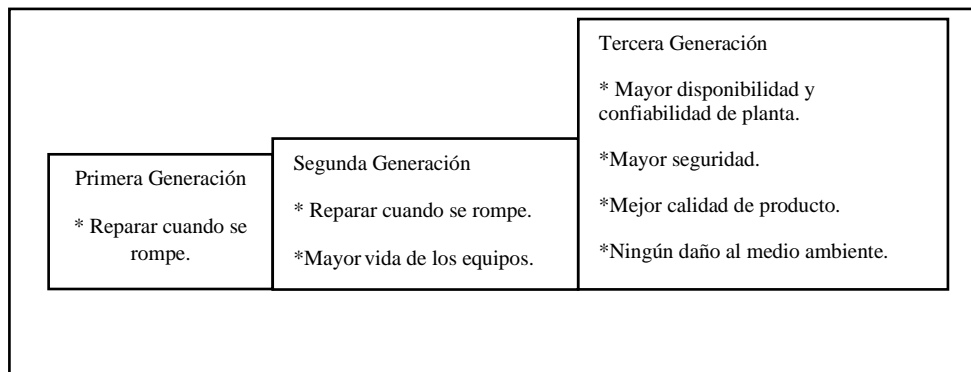 Primera Generación
* Reparar cuando se
rompe.
Segunda Generación
* Reparar cuando se rompe.
*Mayor vida de los equipos.
Tercera Generación
* Mayor disponibilidad y
confiabilidad de planta.
*Mayor seguridad.
*Mejor calidad de producto.
*Ningún daño al medio ambiente.